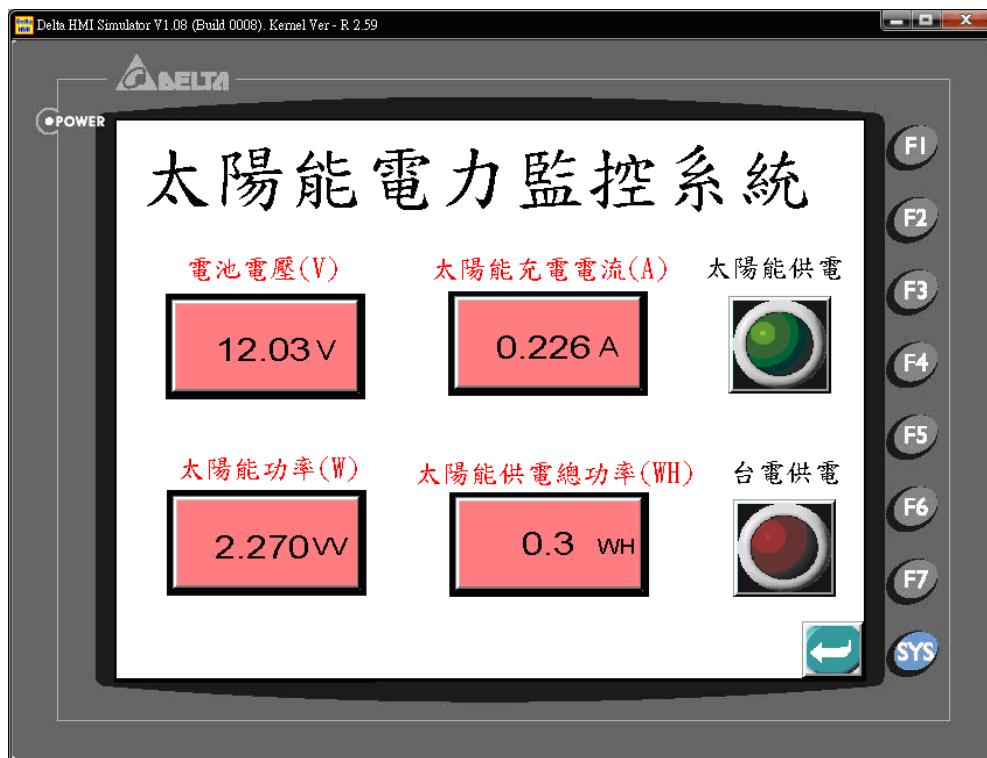 Delta HMI Simulator V1.08 (Build 0008). Kernel Ver - R 2.59
DELTA
POWER
太陽能電力監控系統
電池電壓(V)
太陽能充電電流(A)
太陽能供電
12.03 V
0.226 A
太陽能功率(W)
太陽能供電總功率(WH)
台電供電
2.270 W
0.3 WH
F1
F2
F3
F4
F5
F6
F7
SYS